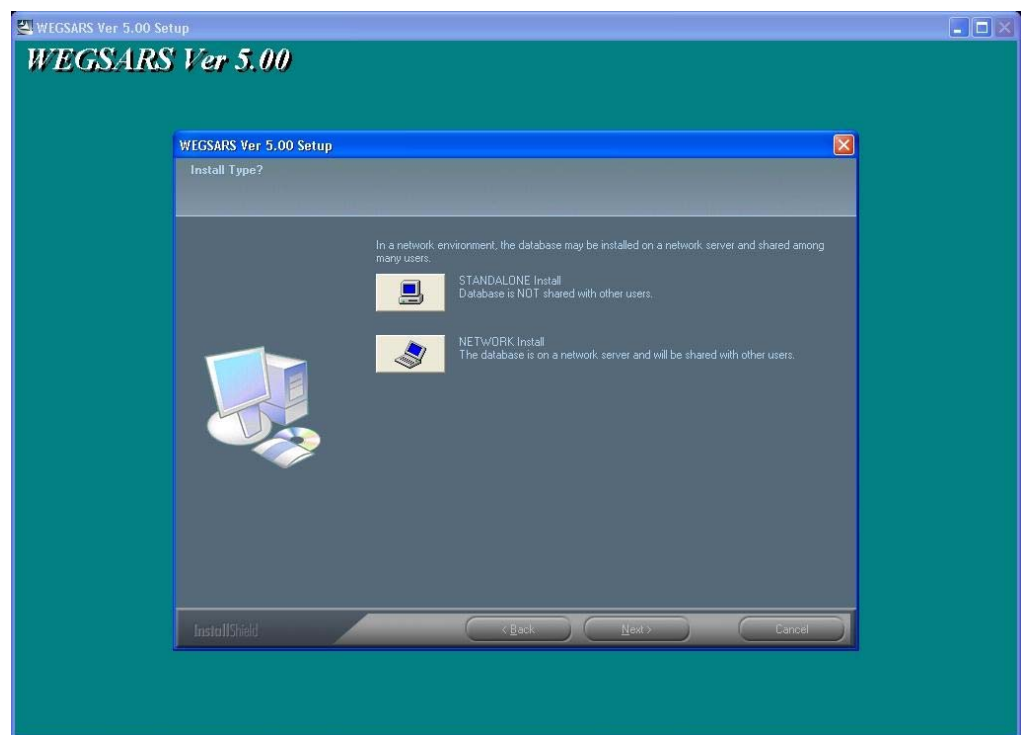 WEGSARS Ver 5.00 Setup
WEGSARS Ver 5.00
WEGSARS Ver 5.00 Setup
Install Type?
In a network environment, the database may be installed on a network server and shared among
many users.
STANDALONE Install
Database is NOT shared with other users.
NETWORK Install
The database is on a network server and will be shared with other users.
InstallShield
< Back
Next >
Cancel